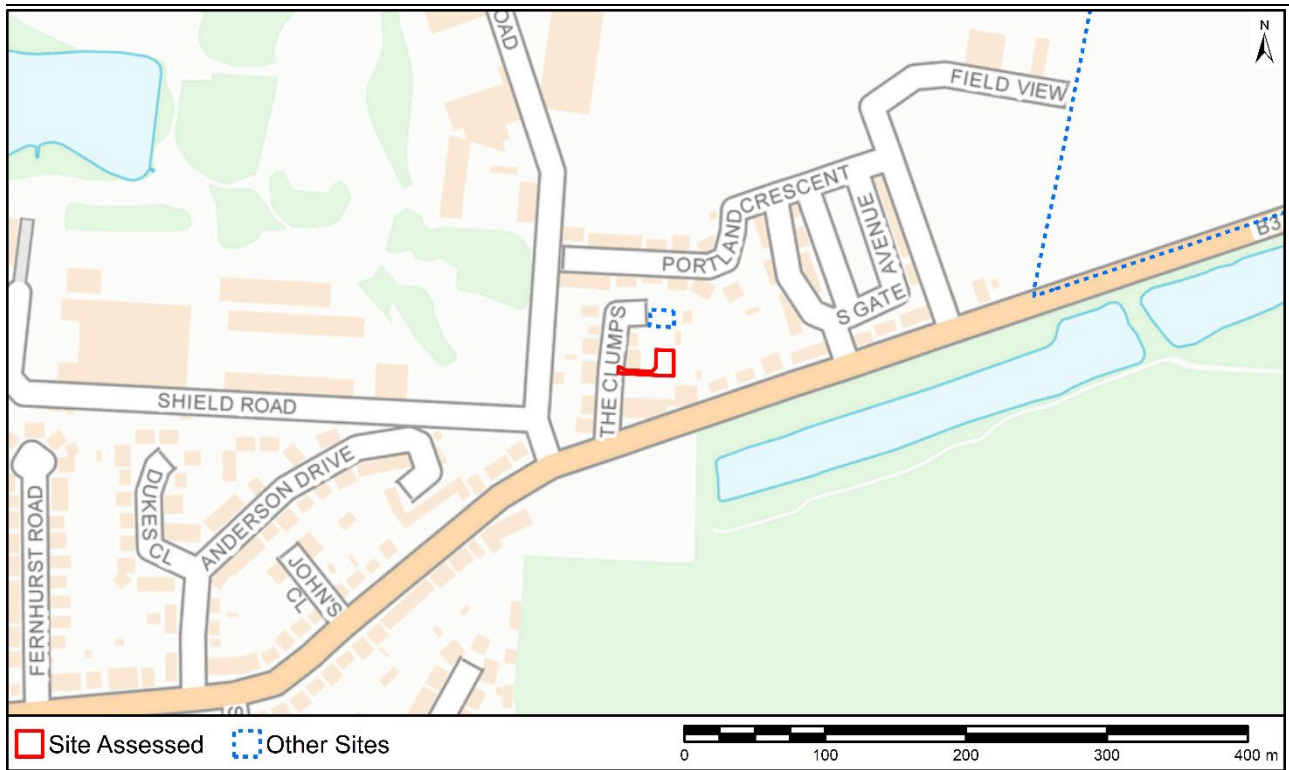 N
OAD
FIELD VIEW
PORTLAND CRESCENT
AVENUE
S GATE
B3
THE CLUMPS
SHIELD ROAD
ANDERSON DRIVE
DUKES CL
JOHN'S CL
FERNHURST ROAD
Site Assessed
Other Sites
0 100 200 300 400 m